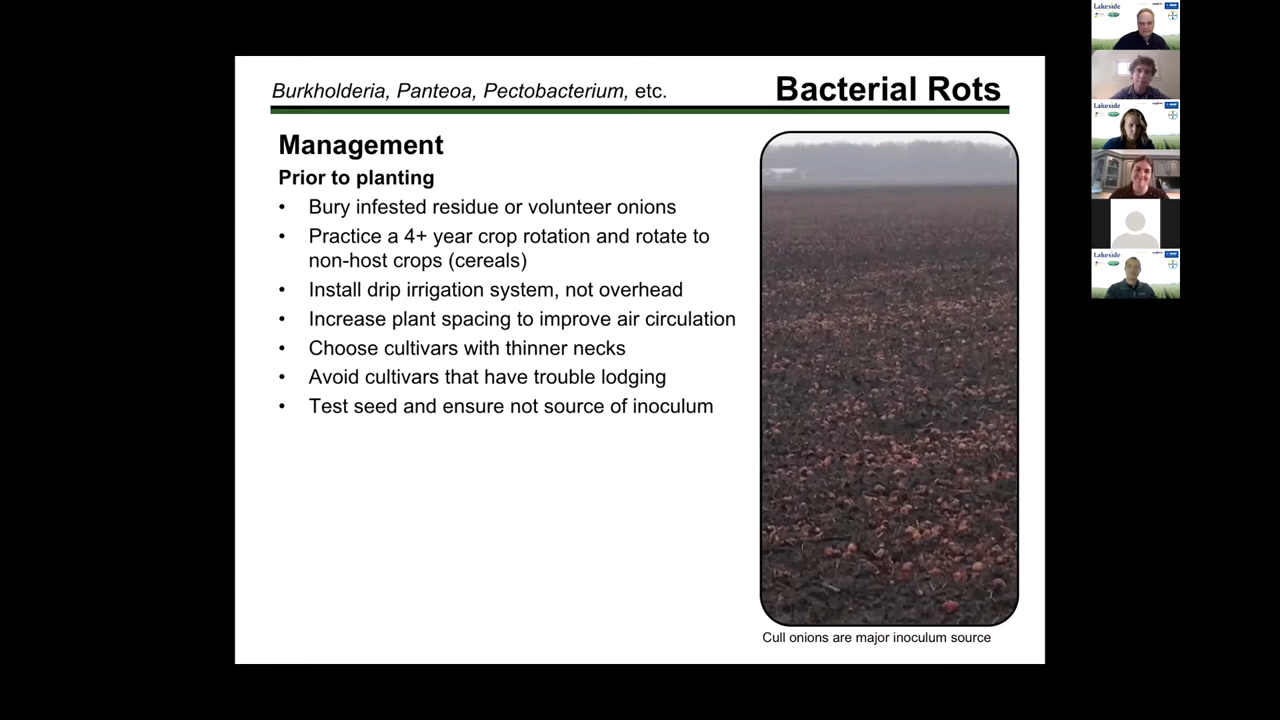 Burkholderia, Panteoa, Pectobacterium, etc.
Bacterial Rots
Management
Prior to planting
• Bury infested residue or volunteer onions
• Practice a 4+ year crop rotation and rotate to
non-host crops (cereals)
• Install drip irrigation system, not overhead
• Increase plant spacing to improve air circulation
• Choose cultivars with thinner necks
• Avoid cultivars that have trouble lodging
• Test seed and ensure not source of inoculum
Cull onions are major inoculum source
Lakeside
Lakeside
Lakeside